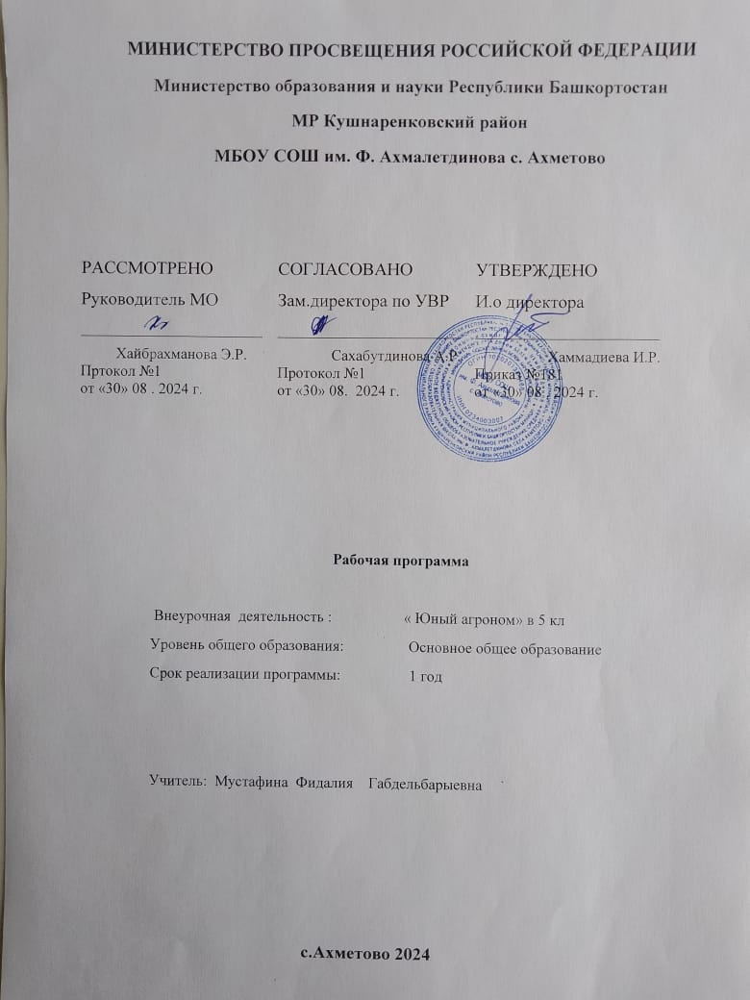 МИНИСТЕРСТВО ПРОСВЕЩЕНИЯ РОССИЙСКОЙ ФЕДЕРАЦИИ
Министерство образования и науки Республики Башкортостан
МР Кушнаренковский район
МБОУ СОШ им. Ф. Ахмалетдинова с. Ахметово
РАССМОТРЕНО СОГЛАСОВАНО УТВЕРЖДЕНО
Руководитель МО Зам.директора по УВР И.о директора
Хайбрахманова Э.Р. Сахабутдинова А.Р. Хаммадиева И.Р.
Пртокол №1 Протокол №1 Приказ №181
от «30» 08 . 2024 г. от «30» 08. 2024 г. от «30» 08. 2024 г.
Рабочая программа
Внеурочная деятельность : « Юный агроном» в 5 кл
Уровень общего образования: Основное общее образование
Срок реализации программы: 1 год
Учитель: Мустафина Фидалия Габдельбарыевна
с.Ахметово 2024